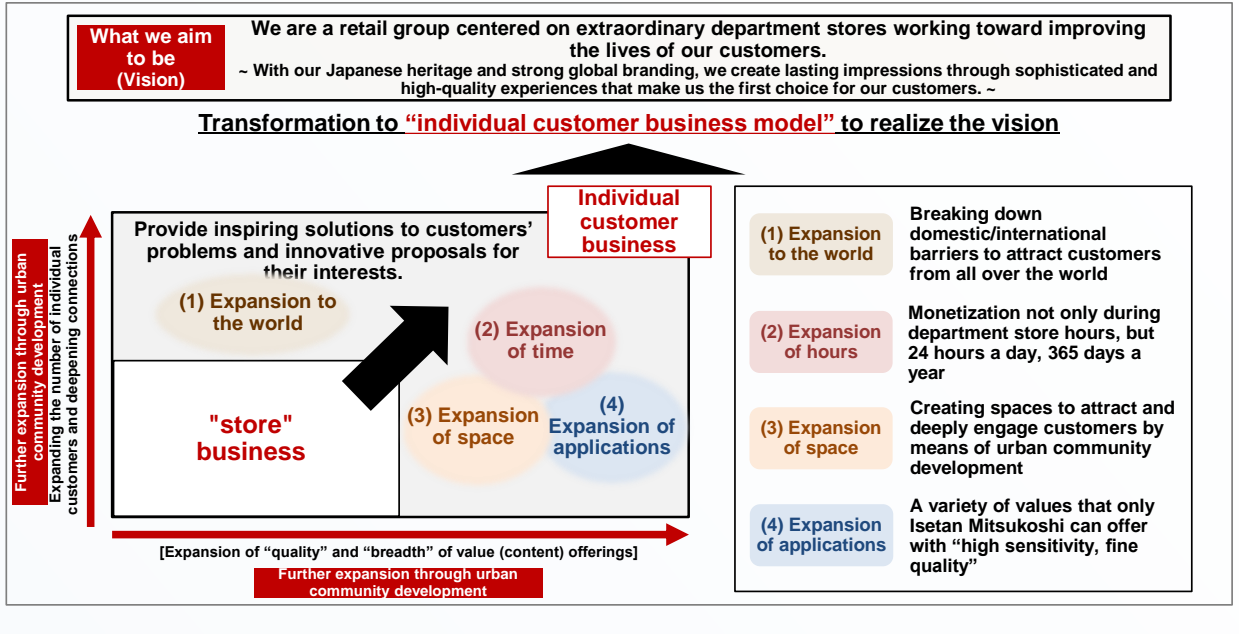 What we aim
to be
(Vision)
We are a retail group centered on extraordinary department stores working toward improving
the lives of our customers.
~ With our Japanese heritage and strong global branding, we create lasting impressions through sophisticated and
high-quality experiences that make us the first choice for our customers. ~
Transformation to “individual customer business model” to realize the vision
Individual
customer
business
Provide inspiring solutions to customers’
problems and innovative proposals for
their interests.
(1) Expansion to
the world
(2) Expansion
of time
(3) Expansion
of space
(4)
Expansion of
applications
"store"
business
Further expansion through urban
community development
Expanding the number of individual
customers and deepening connections
[Expansion of “quality” and “breadth” of value (content) offerings]
Further expansion through urban
community development
(1) Expansion
to the world
Breaking down
domestic/international
barriers to attract customers
from all over the world
(2) Expansion
of hours
Monetization not only during
department store hours, but
24 hours a day, 365 days a
year
(3) Expansion
of space
Creating spaces to attract and
deeply engage customers by
means of urban community
development
(4) Expansion
of applications
A variety of values that only
Isetan Mitsukoshi can offer
with “high sensitivity, fine
quality”